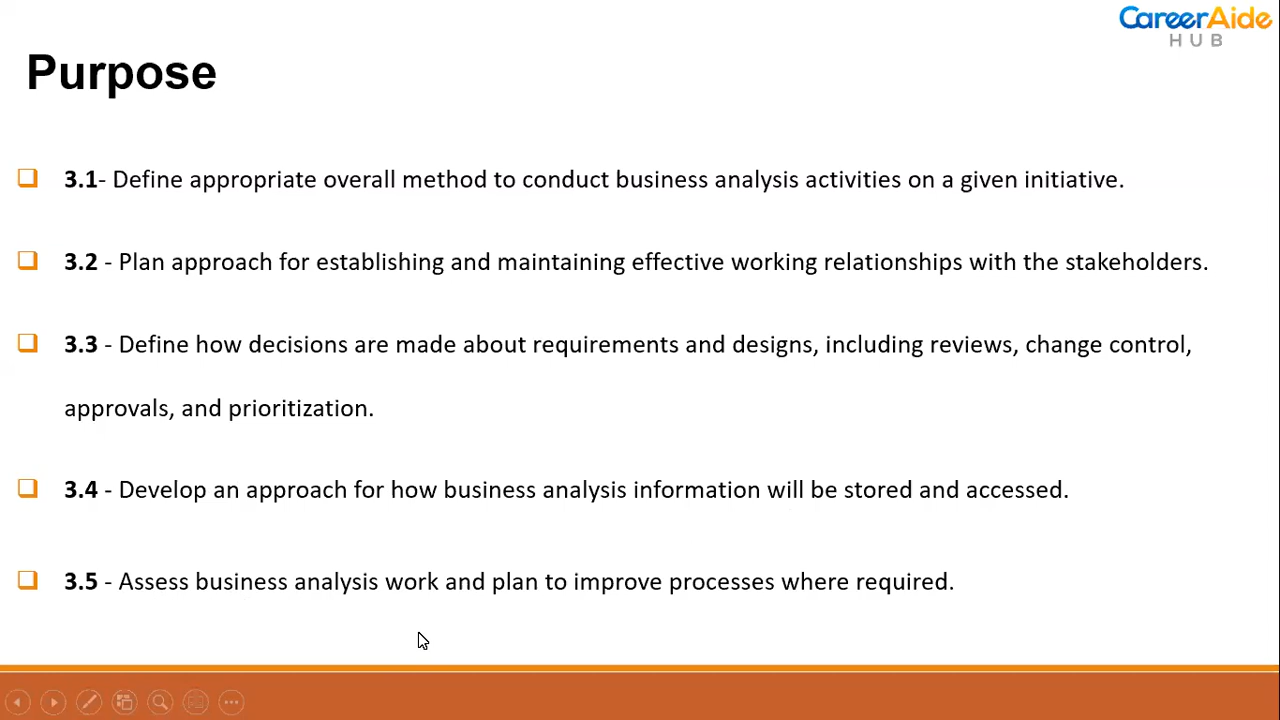 CareerAide
HUB
Purpose
3.1- Define appropriate overall method to conduct business analysis activities on a given initiative.
3.2 - Plan approach for establishing and maintaining effective working relationships with the stakeholders.
3.3 - Define how decisions are made about requirements and designs, including reviews, change control,
approvals, and prioritization.
3.4 - Develop an approach for how business analysis information will be stored and accessed.
3.5 - Assess business analysis work and plan to improve processes where required.